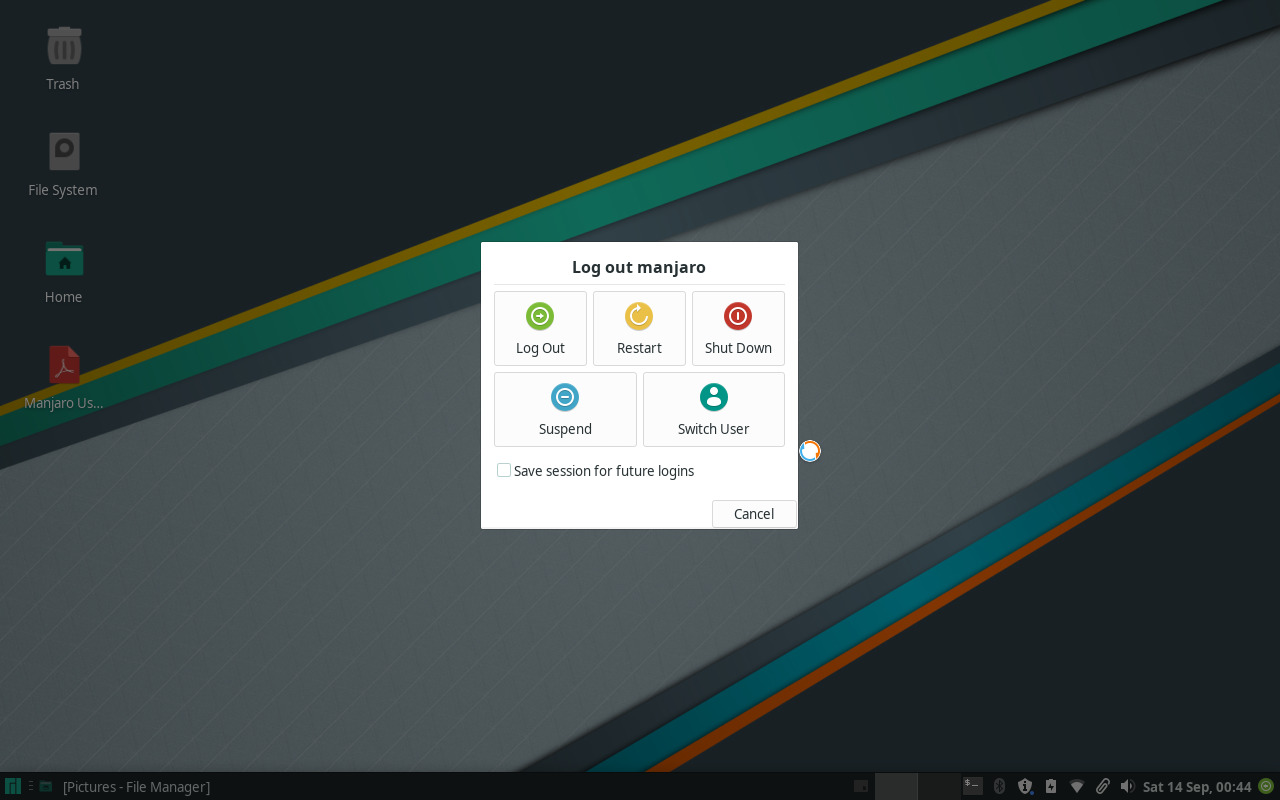 Trash
File System
Home
Manjaro Us...
Log out manjaro
Log Out
Restart
Shut Down
Suspend
Switch User
Save session for future logins
Cancel
[Pictures - File Manager]
$-
Sat 14 Sep, 00:44